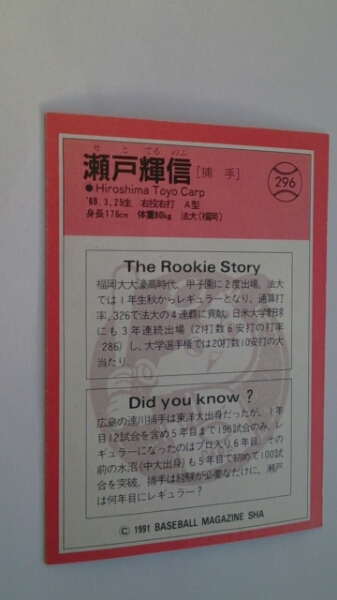 せ と てる のぶ
瀬戸輝信[捕 手]
296
●Hiroshima Toyo Carp
'69.3.25生 右投右打 A型
身長176cm 体重80kg 法大(福岡)
The Rookie Story
福岡大大濠高時代、甲子園に2度出場。法大
では1年生秋からレギュラーとなり、通算打
率.326で法大の4連覇に貢献。日米大学野球
にも3年連続出場(21打数6安打の打率
.286)し、大学選手権では20打数10安打の大
当たり。
Did you know ?
広島の達川捕手は東洋大出身だったが、1年
目12試合を含め5年目まで196試合のみ。レ
ギュラーになったのはプロ入り6年目。その
前の水沼(中大出身)も5年目で初めて100試
合を突破。捕手は経験が必要なだけに、瀬戸
は何年目にレギュラー？
© 1991 BASEBALL MAGAZINE SHA